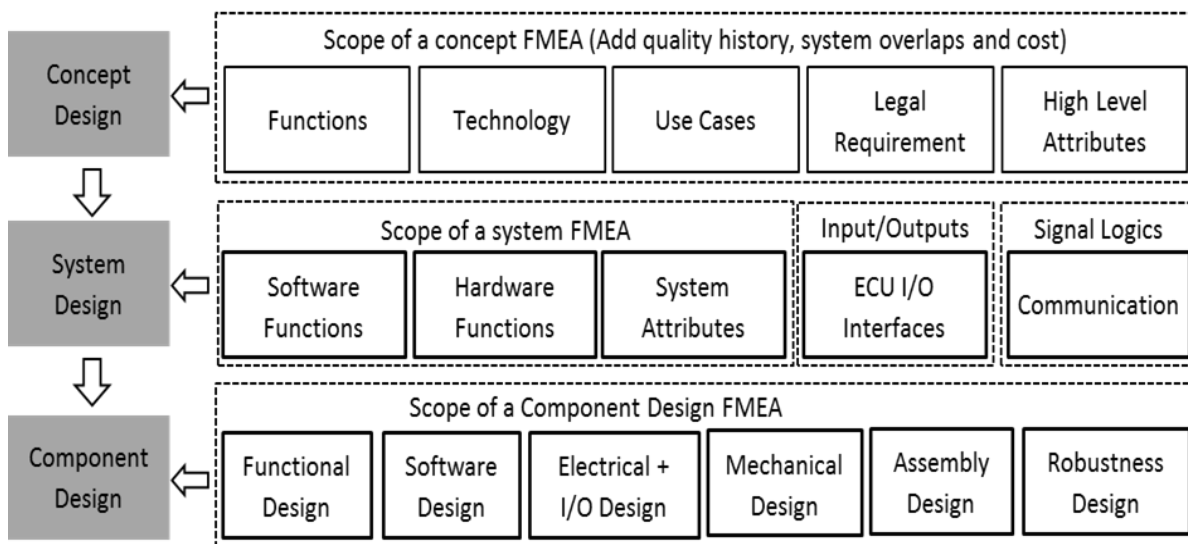 Concept
Design
Scope of a concept FMEA (Add quality history, system overlaps and cost)
Functions
Technology
Use Cases
Legal
Requirement
High Level
Attributes
System
Design
Scope of a system FMEA
Software
Functions
Hardware
Functions
System
Attributes
Input/Outputs
ECU I/O
Interfaces
Signal Logics
Communication
Component
Design
Scope of a Component Design FMEA
Functional
Design
Software
Design
Electrical +
I/O Design
Mechanical
Design
Assembly
Design
Robustness
Design